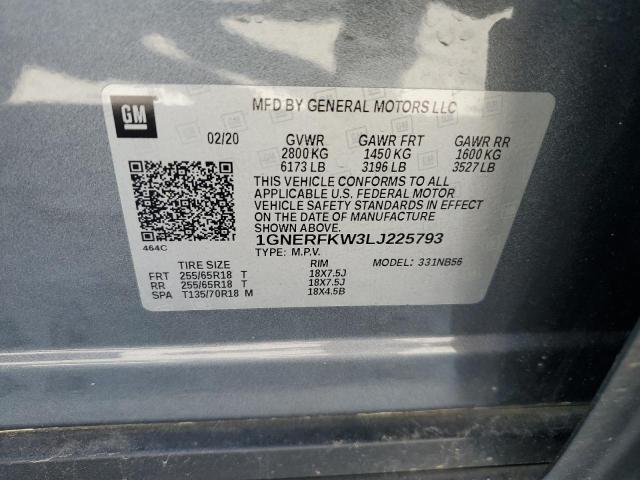 GM
MFD BY GENERAL MOTORS LLC
02/20 GVWR GAWR FRT GAWR RR
2800 KG 1450 KG 1600 KG
6173 LB 3196 LB 3527 LB
THIS VEHICLE CONFORMS TO ALL
APPLICABLE U.S. FEDERAL MOTOR
VEHICLE SAFETY STANDARDS IN EFFECT
ON THE DATE OF MANUFACTURE
SHOWN ABOVE.
464C
1GNERFKW3LJ225793
TYPE: M.P.V. MODEL: 331NB56
TIRE SIZE RIM
FRT 255/65R18 T 18X7.5J
RR 255/65R18 T 18X7.5J
SPA T135/70R18 M 18X4.5B